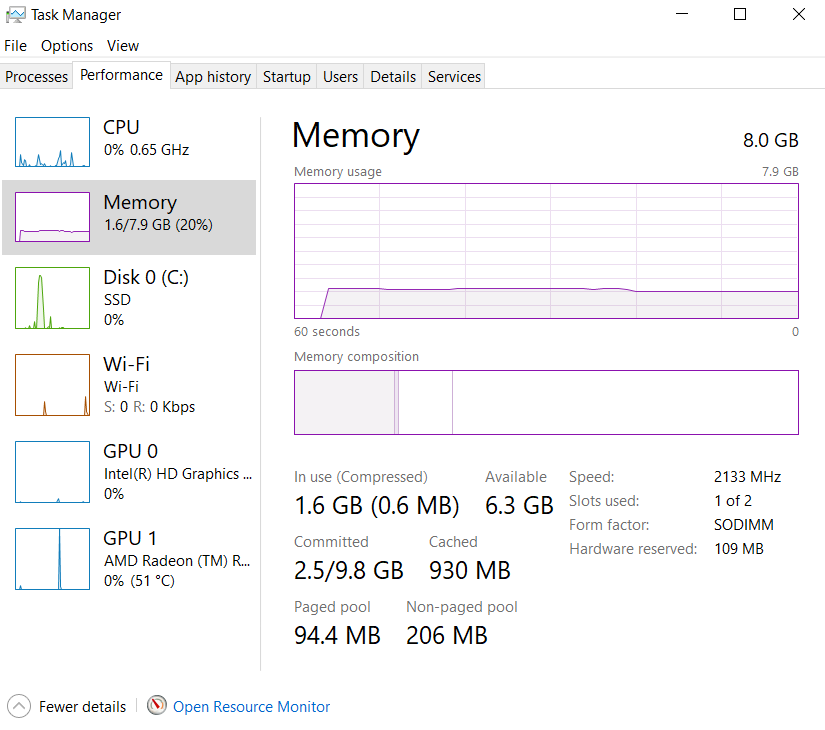 Task Manager
File Options View
Processes Performance App history Startup Users Details Services
CPU
0% 0.65 GHz
Memory
1.6/7.9 GB (20%)
Disk 0 (C:)
SSD
0%
Wi-Fi
Wi-Fi
S: 0 R: 0 Kbps
GPU 0
Intel(R) HD Graphics ...
0%
GPU 1
AMD Radeon (TM) R...
0% (51 °C)
Memory 8.0 GB
Memory usage 7.9 GB
60 seconds 0
Memory composition
In use (Compressed) Available
1.6 GB (0.6 MB) 6.3 GB
Committed Cached
2.5/9.8 GB 930 MB
Paged pool Non-paged pool
94.4 MB 206 MB
Speed: 2133 MHz
Slots used: 1 of 2
Form factor: SODIMM
Hardware reserved: 109 MB
Fewer details Open Resource Monitor